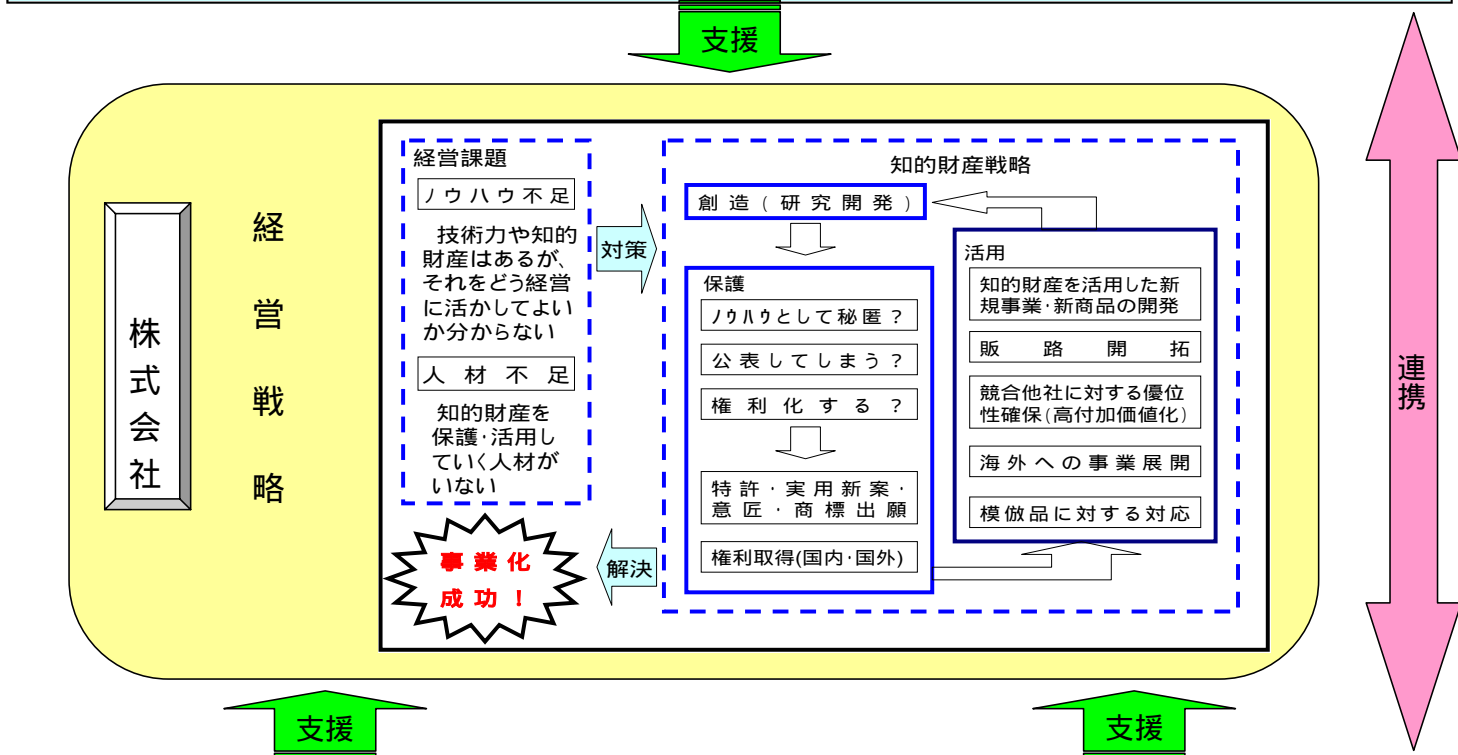 支援
株式会社
経営戦略
経営課題
ノウハウ不足
技術力や知的
財産はあるが、
それをどう経営
に活かしてよい
か分からない
人材不足
知的財産を
保護・活用し
ていく人材が
いない
対策
知的財産戦略
創造(研究開発)
保護
ノウハウとして秘匿?
公表してしまう?
権利化する?
特許・実用新案・
意匠・商標出願
権利取得(国内・国外)
活用
知的財産を活用した新
規事業・新商品の開発
販路開拓
競合他社に対する優位
性確保(高付加価値化)
海外への事業展開
模倣品に対する対応
解決
事業化
成功!
連携
支援
支援